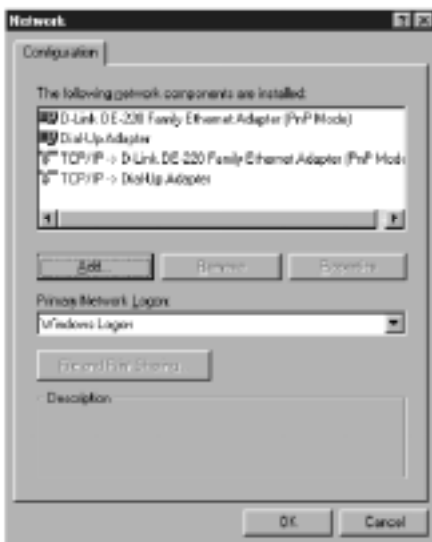 Network
Configuration
The following network components are installed:
D-Link DE-220 Family Ethernet Adapter (PnP Mode)
Dial-Up Adapter
TCP/IP -> D-Link DE-220 Family Ethernet Adapter (PnP Mode
TCP/IP -> Dial-Up Adapter
Add...
Remove
Properties
Primary Network Logon:
Windows Logon
File and Print Sharing...
Description
OK
Cancel